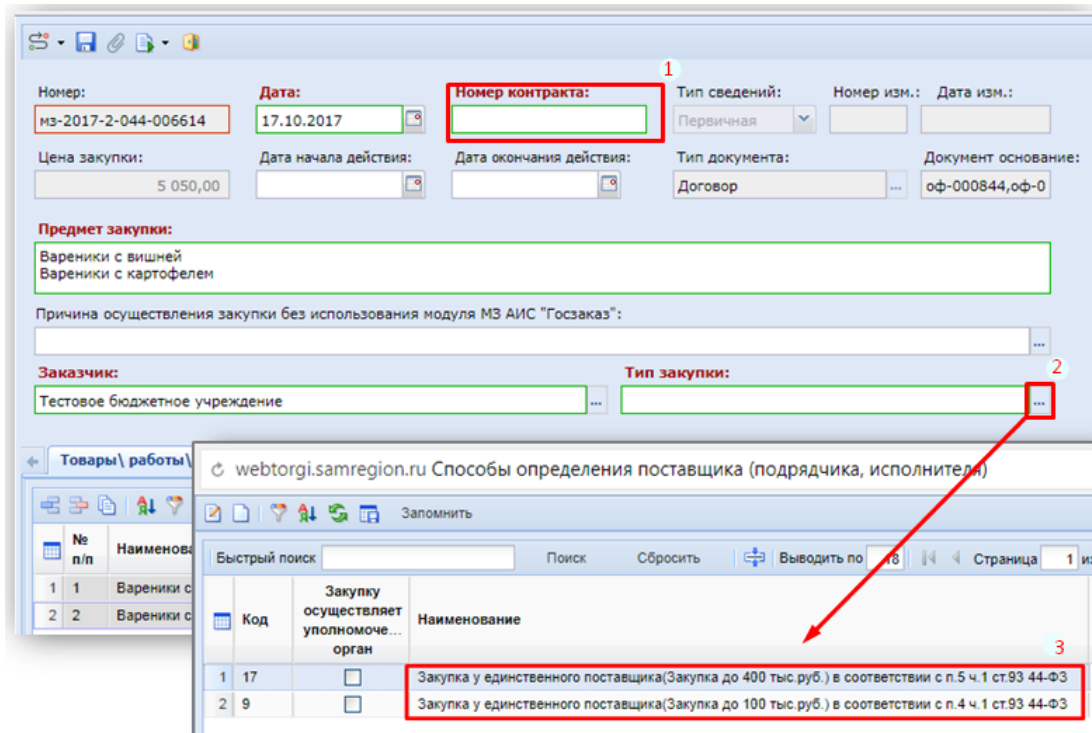 1
Номер: Дата: Номер контракта: Тип сведений: Номер изм.: Дата изм.:
мз-2017-2-044-006614 17.10.2017 Первичная
Цена закупки: Дата начала действия: Дата окончания действия: Тип документа: Документ основание:
5 050,00 Договор ... оф-000844,оф-0
Предмет закупки:
Вареники с вишней
Вареники с картофелем
Причина осуществления закупки без использования модуля МЗ АИС "Госзаказ":
...
Заказчик: Тип закупки: 2
Тестовое бюджетное учреждение ... ...
Товары\ работы\
№ п/п Наименова
1 1 Вареники с
2 2 Вареники с
webtorgi.samregion.ru Способы определения поставщика (подрядчика, исполнителя)
Запомнить
Быстрый поиск Поиск Сбросить Выводить по 18 Страница 1 из
Код Закупку осуществляет уполномоче... орган Наименование
3
1 17 Закупка у единственного поставщика(Закупка до 400 тыс.руб.) в соответствии с п.5 ч.1 ст.93 44-ФЗ
2 9 Закупка у единственного поставщика(Закупка до 100 тыс.руб.) в соответствии с п.4 ч.1 ст.93 44-ФЗ